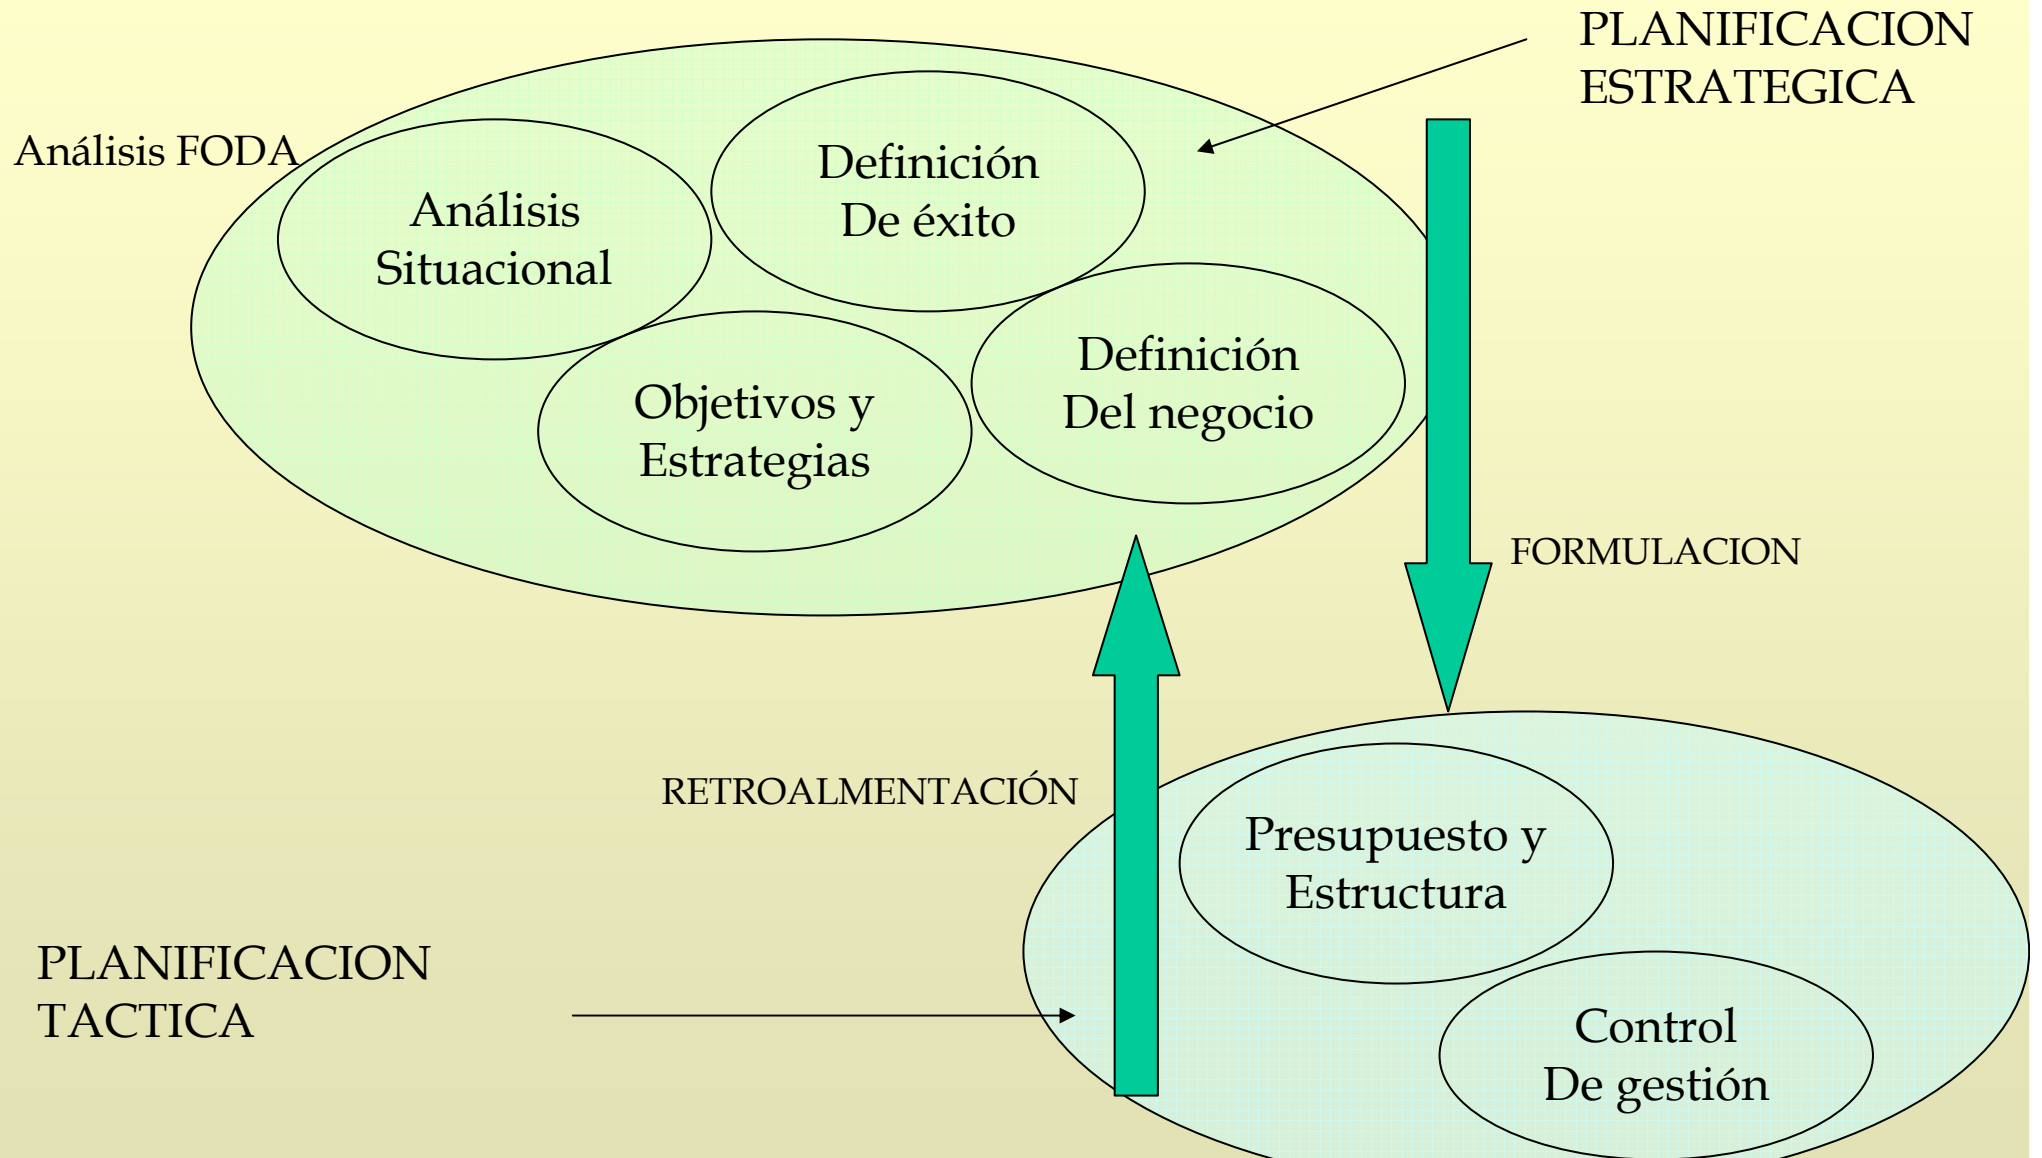 PLANIFICACION
ESTRATEGICA
Análisis FODA
Definición
De éxito
Análisis
Situacional
Definición
Del negocio
Objetivos y
Estrategias
FORMULACION
RETROALMENTACIÓN
Presupuesto y
Estructura
PLANIFICACION
TACTICA
Control
De gestión